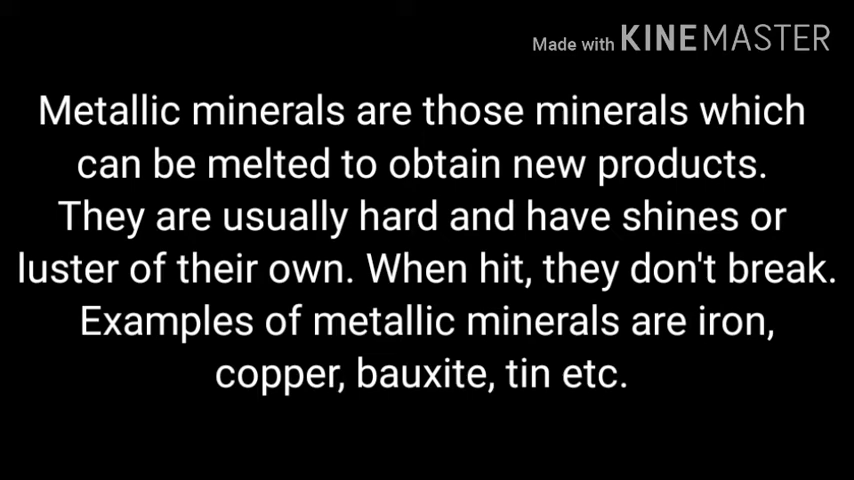 Made with KINEMASTER
Metallic minerals are those minerals which
can be melted to obtain new products.
They are usually hard and have shines or
luster of their own. When hit, they don't break.
Examples of metallic minerals are iron,
copper, bauxite, tin etc.